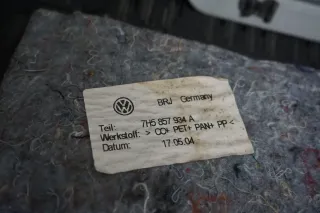 BRJ Germany
Teil: 7H5 857 934 A
Werkstoff: > CO+ PET+ PAN+ PP <
Datum: 17.05.04